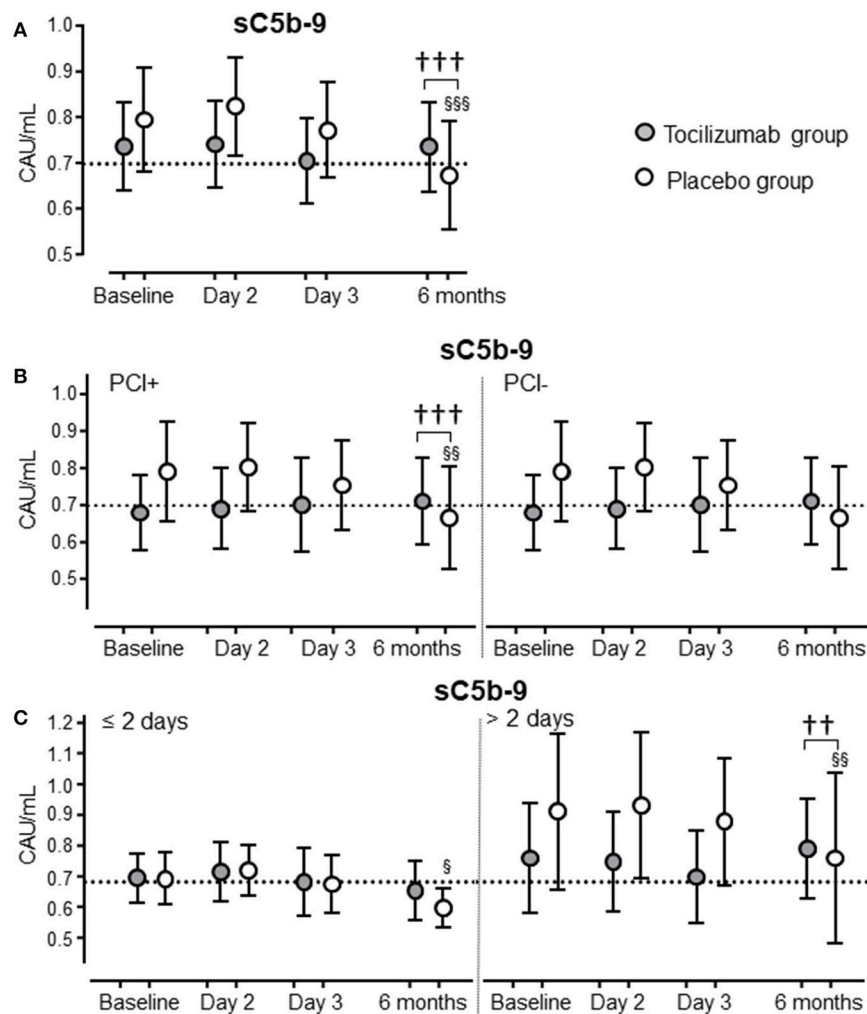 A
sC5b-9
1.0
0.9
0.8
0.7
0.6
0.5
CAU/mL
†††
§§§
Baseline Day 2 Day 3 6 months
Tocilizumab group
Placebo group
B
sC5b-9
PCI+
PCI-
1.0
0.9
0.8
0.7
0.6
0.5
CAU/mL
†††
§§
Baseline Day 2 Day 3 6 months
Baseline Day 2 Day 3 6 months
C
sC5b-9
≤ 2 days
> 2 days
1.2
1.1
1.0
0.9
0.8
0.7
0.6
0.5
CAU/mL
§
††
§§
Baseline Day 2 Day 3 6 months
Baseline Day 2 Day 3 6 months